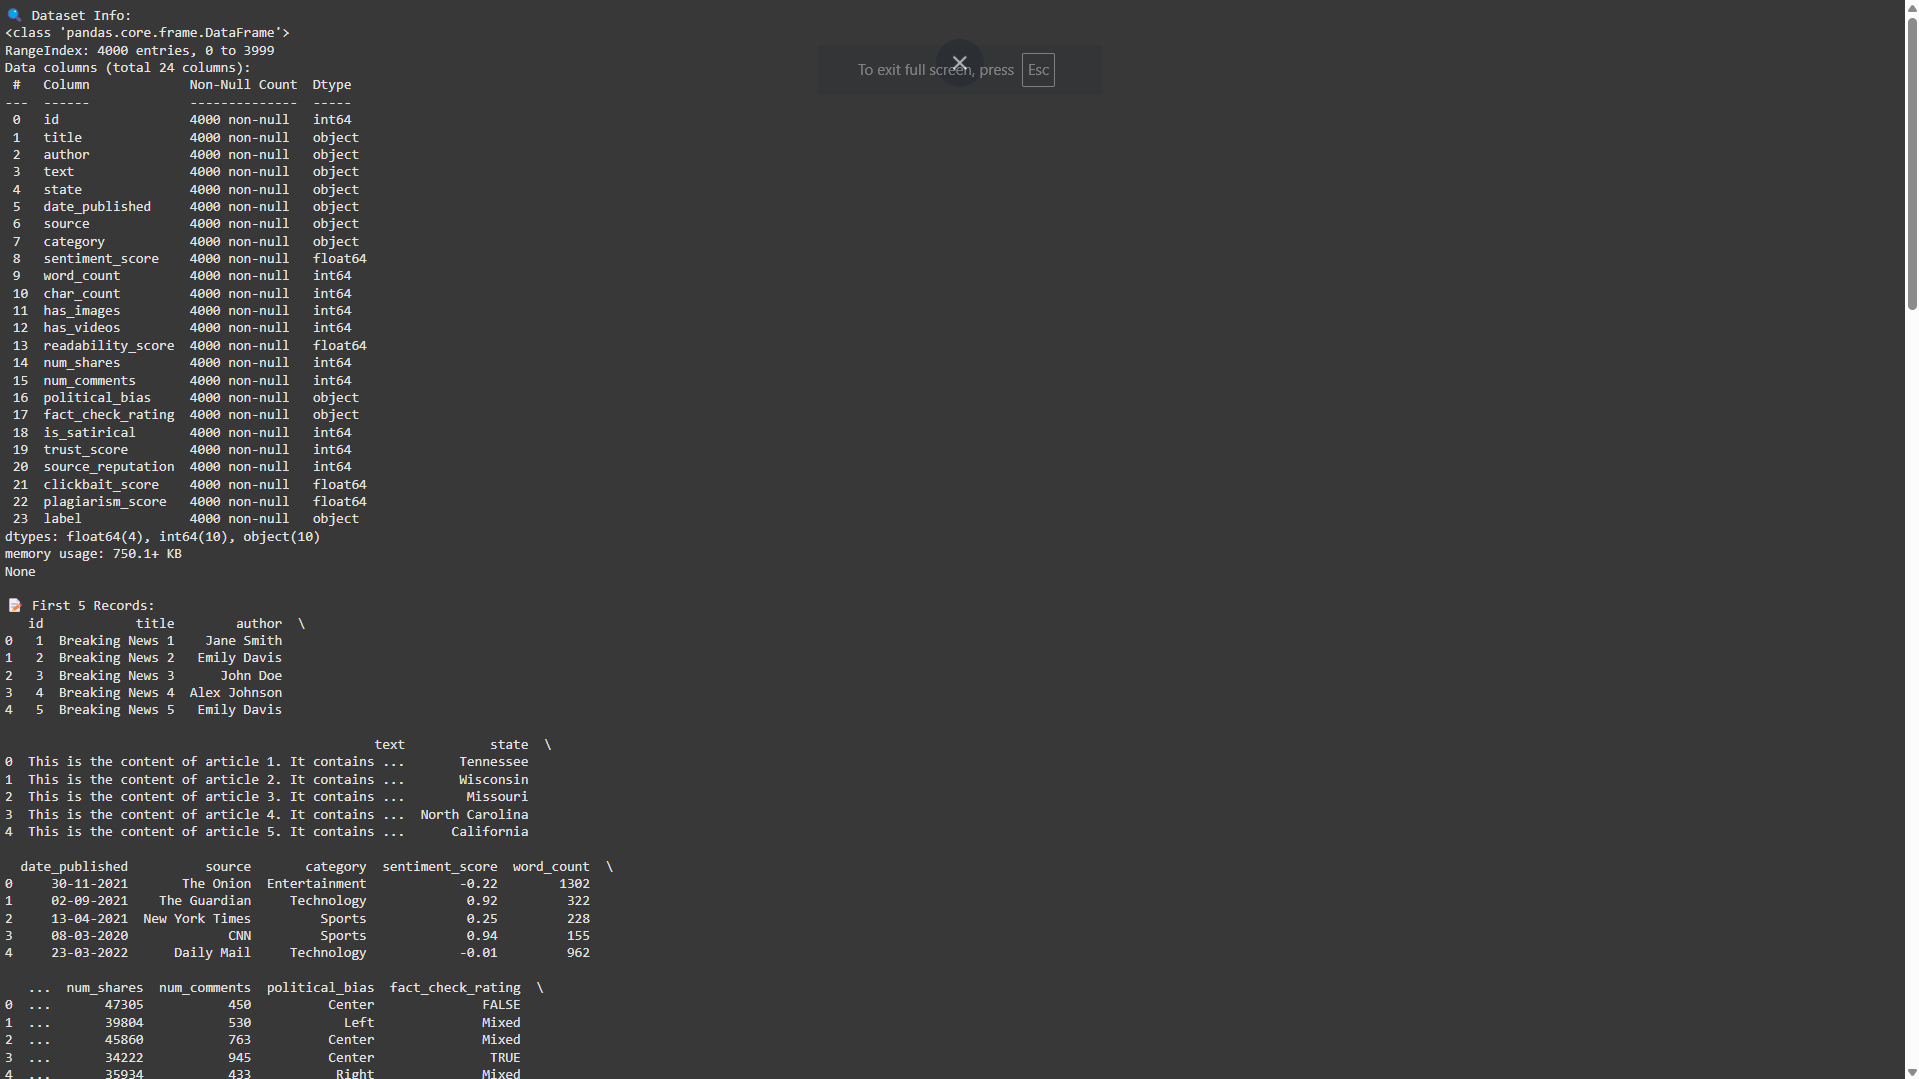 🔍 Dataset Info:
<class 'pandas.core.frame.DataFrame'>
RangeIndex: 4000 entries, 0 to 3999
Data columns (total 24 columns):
 #   Column             Non-Null Count  Dtype
---  ------             --------------  -----
 0   id                 4000 non-null   int64
 1   title              4000 non-null   object
 2   author             4000 non-null   object
 3   text               4000 non-null   object
 4   state              4000 non-null   object
 5   date_published     4000 non-null   object
 6   source             4000 non-null   object
 7   category           4000 non-null   object
 8   sentiment_score    4000 non-null   float64
 9   word_count         4000 non-null   int64
 10  char_count         4000 non-null   int64
 11  has_images         4000 non-null   int64
 12  has_videos         4000 non-null   int64
 13  readability_score  4000 non-null   float64
 14  num_shares         4000 non-null   int64
 15  num_comments       4000 non-null   int64
 16  political_bias     4000 non-null   object
 17  fact_check_rating  4000 non-null   object
 18  is_satirical       4000 non-null   int64
 19  trust_score        4000 non-null   int64
 20  source_reputation  4000 non-null   int64
 21  clickbait_score    4000 non-null   float64
 22  plagiarism_score   4000 non-null   float64
 23  label              4000 non-null   object
dtypes: float64(4), int64(10), object(10)
memory usage: 750.1+ KB
None

📝 First 5 Records:
   id            title        author  \
0   1  Breaking News 1    Jane Smith
1   2  Breaking News 2   Emily Davis
2   3  Breaking News 3      John Doe
3   4  Breaking News 4  Alex Johnson
4   5  Breaking News 5   Emily Davis

                                                text           state  \
0  This is the content of article 1. It contains ...       Tennessee
1  This is the content of article 2. It contains ...       Wisconsin
2  This is the content of article 3. It contains ...        Missouri
3  This is the content of article 4. It contains ...  North Carolina
4  This is the content of article 5. It contains ...      California

  date_published          source       category  sentiment_score  word_count  \
0     30-11-2021       The Onion  Entertainment            -0.22        1302
1     02-09-2021    The Guardian     Technology             0.92         322
2     13-04-2021  New York Times         Sports             0.25         228
3     08-03-2020             CNN         Sports             0.94         155
4     23-03-2022      Daily Mail     Technology            -0.01         962

   ...  num_shares  num_comments  political_bias  fact_check_rating  \
0  ...       47305           450          Center              FALSE
1  ...       39804           530            Left              Mixed
2  ...       45860           763          Center              Mixed
3  ...       34222           945          Center               TRUE
4  ...       35934           433           Right              Mixed
To exit full screen, press Esc